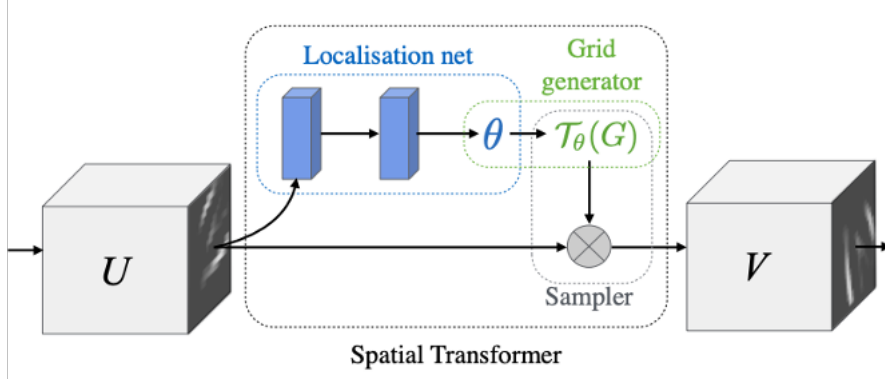 Localisation net
Grid
generator
θ
𝒯θ(G)
U
V
Sampler
Spatial Transformer